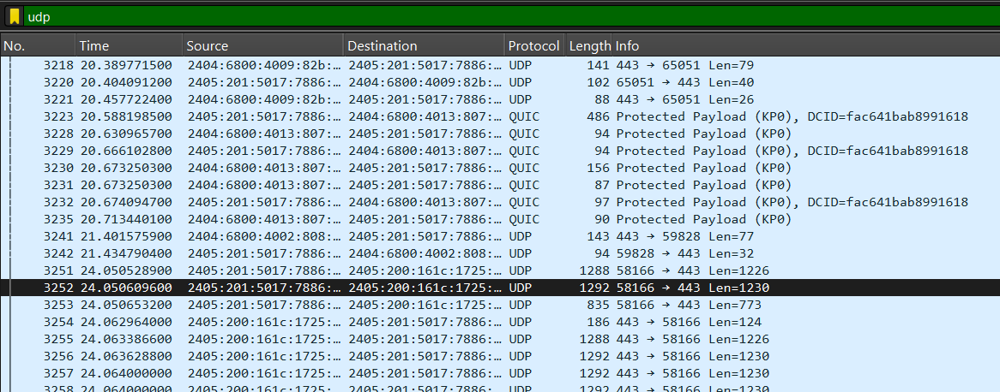 udp
No. Time Source Destination Protocol Length Info
3218 20.389771500 2404:6800:4009:82b:… 2405:201:5017:7886:… UDP 141 443 → 65051 Len=79
3220 20.404091200 2405:201:5017:7886:… 2404:6800:4009:82b:… UDP 102 65051 → 443 Len=40
3221 20.457722400 2404:6800:4009:82b:… 2405:201:5017:7886:… UDP 88 443 → 65051 Len=26
3223 20.588198500 2405:201:5017:7886:… 2404:6800:4013:807:… QUIC 486 Protected Payload (KP0), DCID=fac641bab8991618
3228 20.630965700 2404:6800:4013:807:… 2405:201:5017:7886:… QUIC 94 Protected Payload (KP0)
3229 20.666102800 2405:201:5017:7886:… 2404:6800:4013:807:… QUIC 94 Protected Payload (KP0), DCID=fac641bab8991618
3230 20.673250300 2404:6800:4013:807:… 2405:201:5017:7886:… QUIC 156 Protected Payload (KP0)
3231 20.673250300 2404:6800:4013:807:… 2405:201:5017:7886:… QUIC 87 Protected Payload (KP0)
3232 20.674094700 2405:201:5017:7886:… 2404:6800:4013:807:… QUIC 97 Protected Payload (KP0), DCID=fac641bab8991618
3235 20.713440100 2404:6800:4013:807:… 2405:201:5017:7886:… QUIC 90 Protected Payload (KP0)
3241 21.401575900 2404:6800:4002:808:… 2405:201:5017:7886:… UDP 143 443 → 59828 Len=77
3242 21.434790400 2405:201:5017:7886:… 2404:6800:4002:808:… UDP 94 59828 → 443 Len=32
3251 24.050528900 2405:201:5017:7886:… 2405:200:161c:1725:… UDP 1288 58166 → 443 Len=1226
3252 24.050609600 2405:201:5017:7886:… 2405:200:161c:1725:… UDP 1292 58166 → 443 Len=1230
3253 24.050653200 2405:201:5017:7886:… 2405:200:161c:1725:… UDP 835 58166 → 443 Len=773
3254 24.062964000 2405:200:161c:1725:… 2405:201:5017:7886:… UDP 186 443 → 58166 Len=124
3255 24.063386600 2405:200:161c:1725:… 2405:201:5017:7886:… UDP 1288 443 → 58166 Len=1226
3256 24.063628800 2405:200:161c:1725:… 2405:201:5017:7886:… UDP 1292 443 → 58166 Len=1230
3257 24.064000000 2405:200:161c:1725:… 2405:201:5017:7886:… UDP 1292 443 → 58166 Len=1230
3258 24.064000000 2405:200:161c:1725:… 2405:201:5017:7886:… UDP 1292 443 → 58166 Len=1230